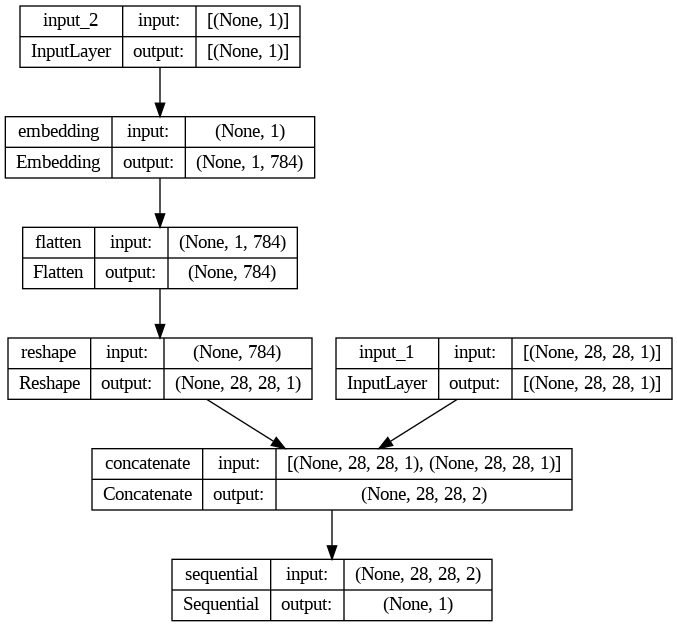 input_2 input: [(None, 1)]
InputLayer output: [(None, 1)]
embedding input: (None, 1)
Embedding output: (None, 1, 784)
flatten input: (None, 1, 784)
Flatten output: (None, 784)
reshape input: (None, 784)
Reshape output: (None, 28, 28, 1)
input_1 input: [(None, 28, 28, 1)]
InputLayer output: [(None, 28, 28, 1)]
concatenate input: [(None, 28, 28, 1), (None, 28, 28, 1)]
Concatenate output: (None, 28, 28, 2)
sequential input: (None, 28, 28, 2)
Sequential output: (None, 1)